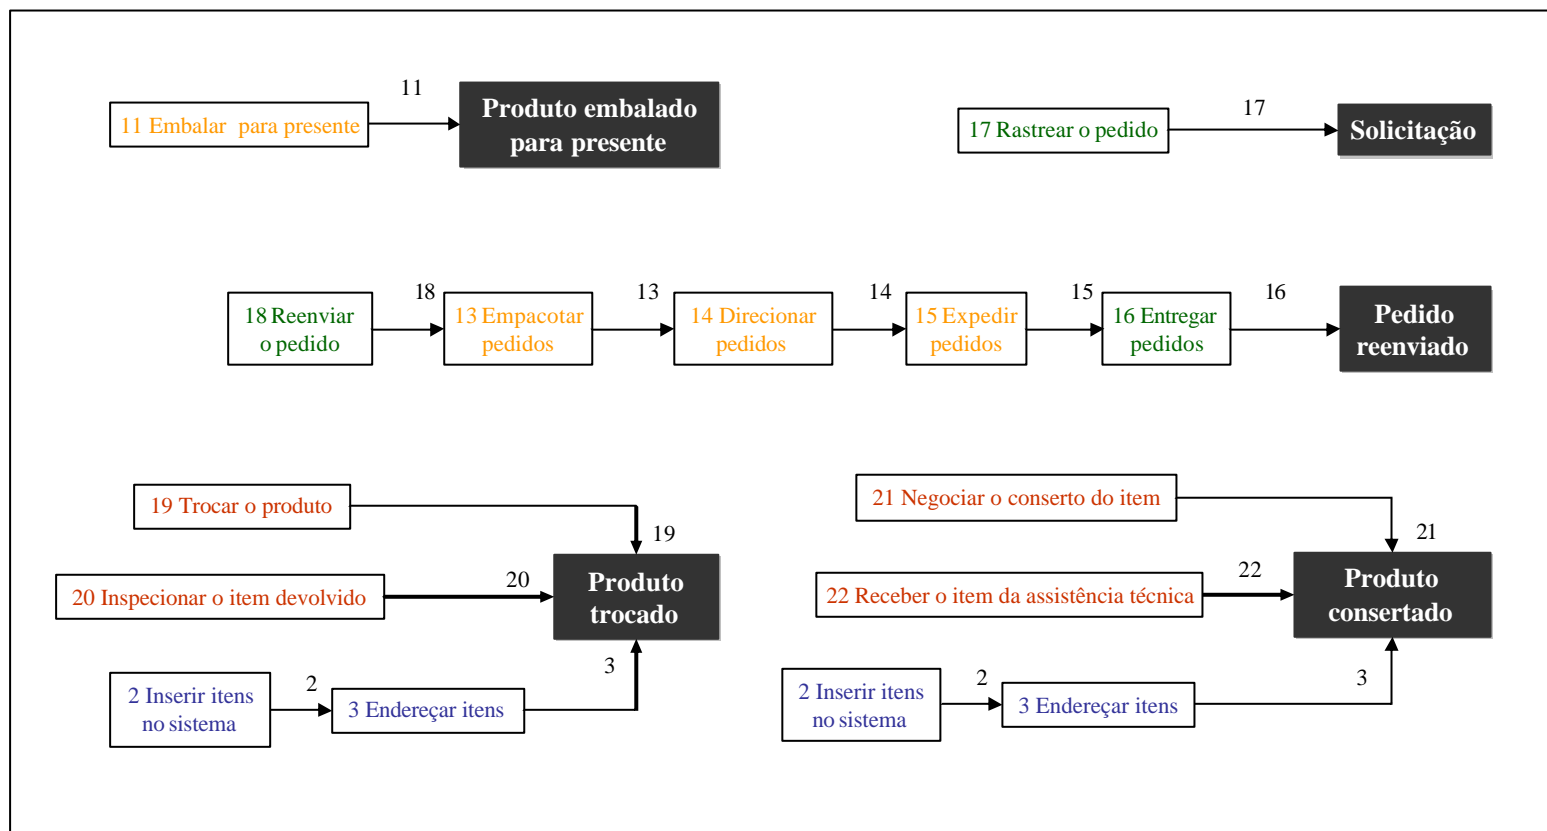 11
11 Embalar  para presente
Produto embalado
para presente
17
17 Rastrear o pedido
Solicitação
18
13
14
15
16
18 Reenviar
o pedido
13 Empacotar
pedidos
14 Direcionar
pedidos
15 Expedir
pedidos
16 Entregar
pedidos
Pedido
reenviado
19 Trocar o produto
19
20 Inspecionar o item devolvido
20
Produto
trocado
3
2 Inserir itens
no sistema
2
3 Endereçar itens
21 Negociar o conserto do item
21
22 Receber o item da assistência técnica
22
Produto
consertado
3
2 Inserir itens
no sistema
2
3 Endereçar itens